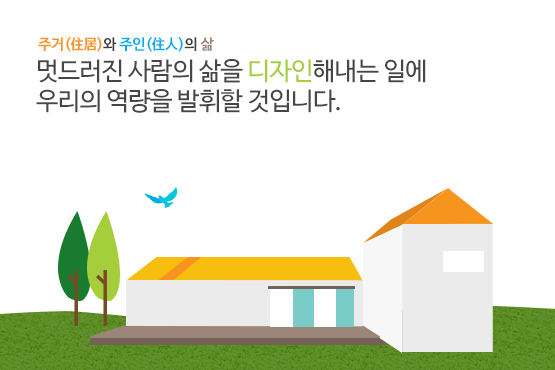 주거(住居)와 주인(住人)의 삶
멋드러진 사람의 삶을 디자인해내는 일에
우리의 역량을 발휘할 것입니다.